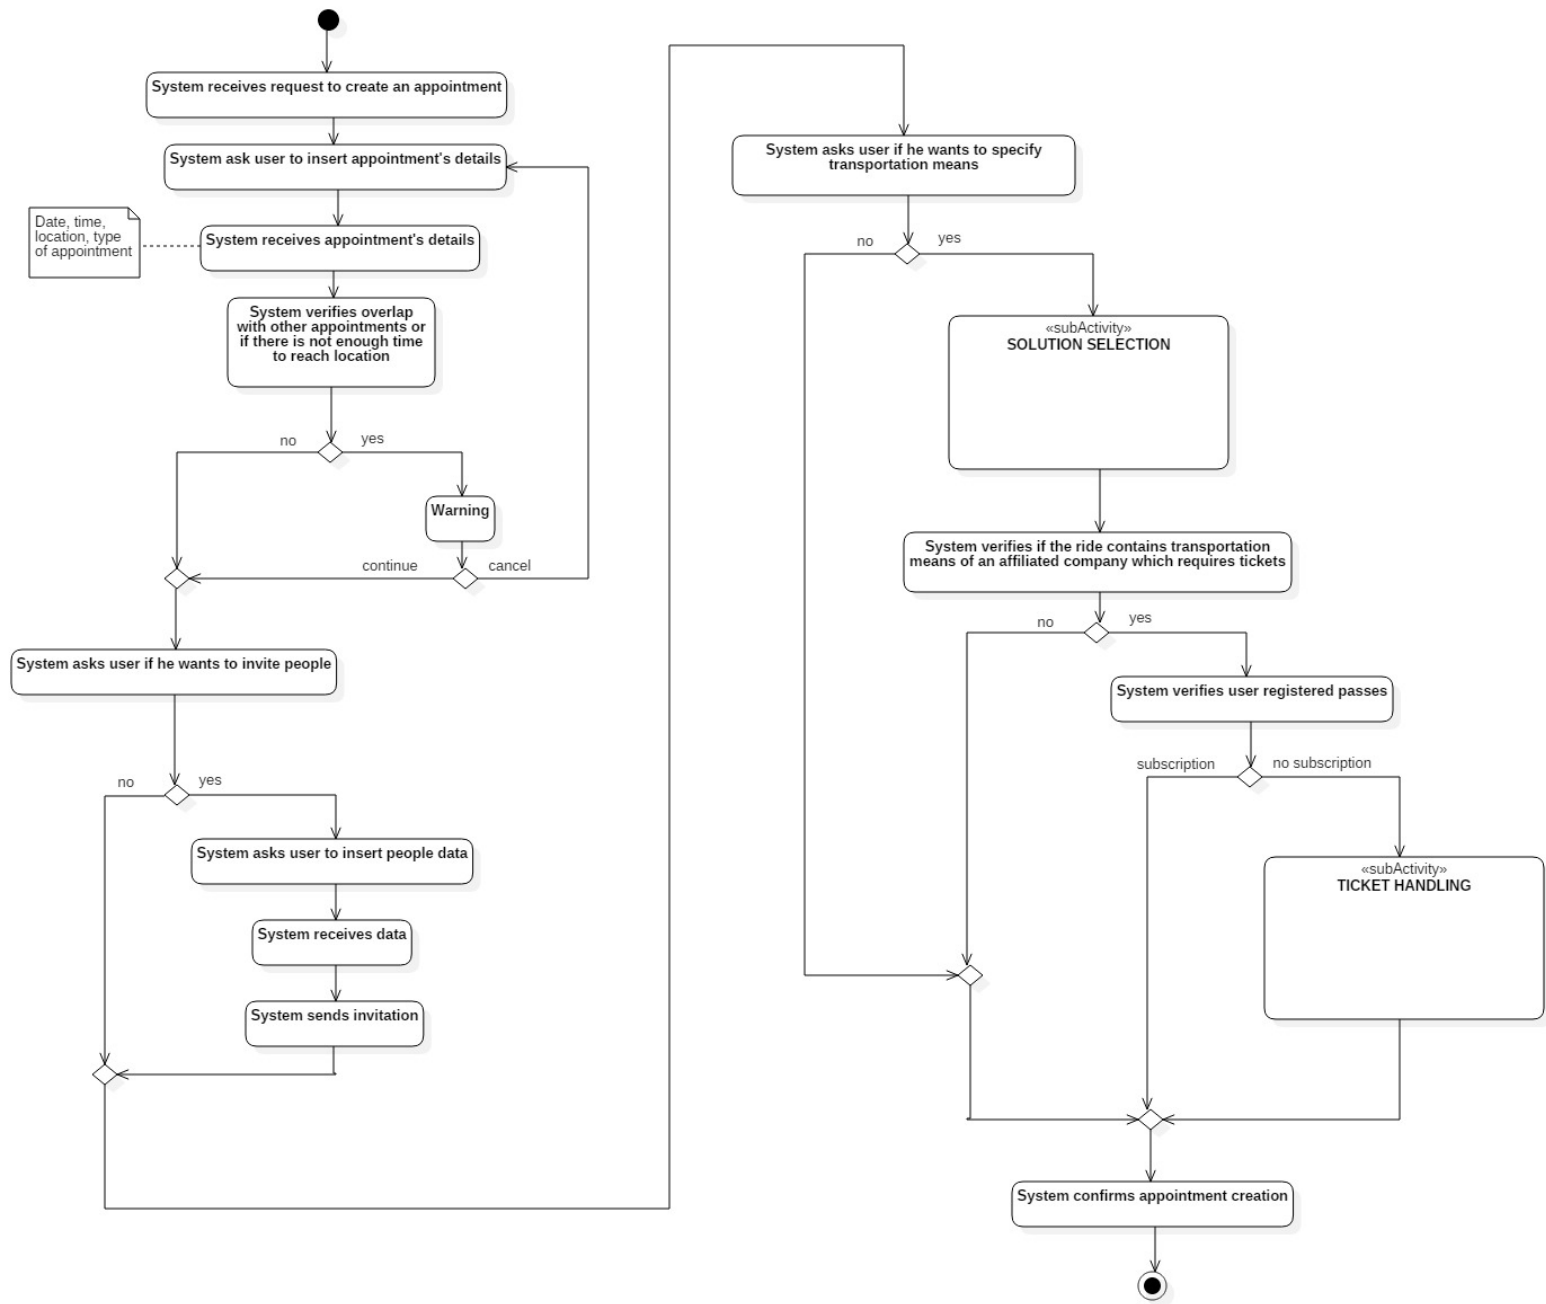 System receives request to create an appointment
System ask user to insert appointment's details
Date, time,
location, type
of appointment
System receives appointment's details
System verifies overlap
with other appointments or
if there is not enough time
to reach location
no
yes
Warning
continue
cancel
System asks user if he wants to invite people
no
yes
System asks user to insert people data
System receives data
System sends invitation
System asks user if he wants to specify
transportation means
no
yes
«subActivity»
SOLUTION SELECTION
System verifies if the ride contains transportation
means of an affiliated company which requires tickets
no
yes
System verifies user registered passes
subscription
no subscription
«subActivity»
TICKET HANDLING
System confirms appointment creation